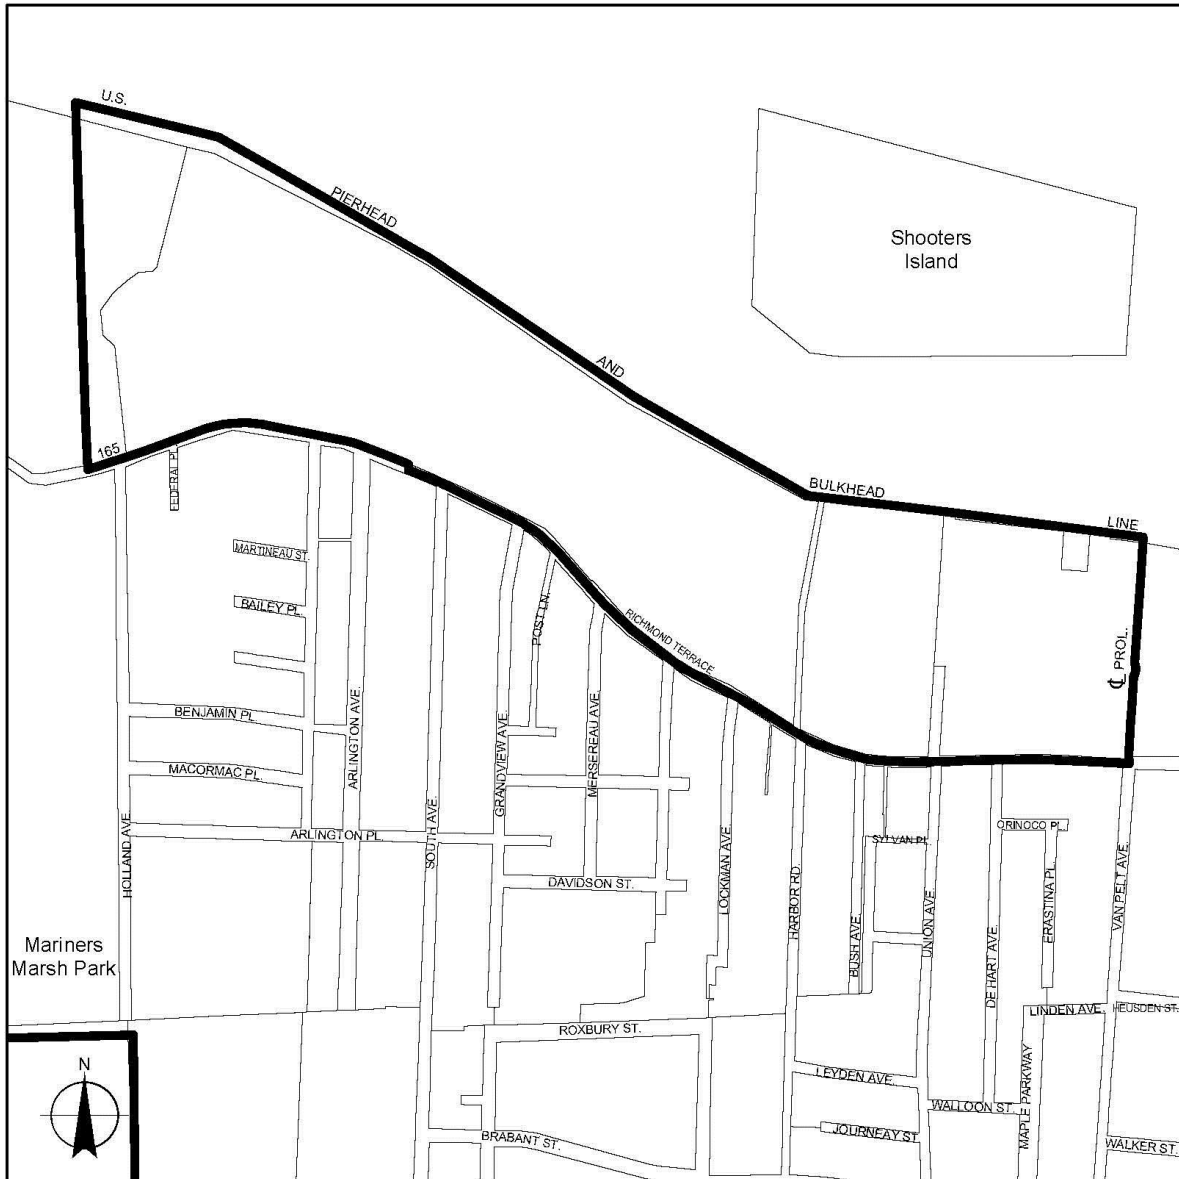 U.S.
PIERHEAD
AND
BULKHEAD
LINE
Shooters
Island
165
FEDERAL PL.
MARTINEAU ST.
BAILEY PL.
POST LN.
RICHMOND TERRACE
℄ PROL.
BENJAMIN PL.
MACORMAC PL.
ARLINGTON AVE.
GRANDVIEW AVE.
MERSEREAU AVE.
ARLINGTON PL.
HOLLAND AVE.
SOUTH AVE.
DAVIDSON ST.
LOCKMAN AVE.
HARBOR RD.
BUSH AVE.
SYLVAN PL.
UNION AVE.
DE HART AVE.
ORINOCO PL.
ERASTINA PL.
VAN PELT AVE.
Mariners
Marsh Park
ROXBURY ST.
LINDEN AVE.
HEUSDEN ST.
N
LEYDEN AVE.
WALLOON ST.
MAPLE PARKWAY
BRABANT ST.
JOURNEAY ST.
WALKER ST.